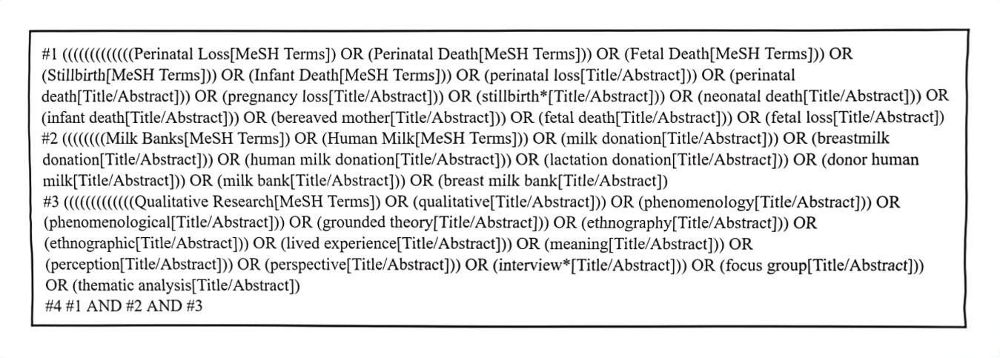 #1 (((((((((((((Perinatal Loss[MeSH Terms]) OR (Perinatal Death[MeSH Terms])) OR (Fetal Death[MeSH Terms])) OR
(Stillbirth[MeSH Terms])) OR (Infant Death[MeSH Terms])) OR (perinatal loss[Title/Abstract])) OR (perinatal
death[Title/Abstract])) OR (pregnancy loss[Title/Abstract])) OR (stillbirth*[Title/Abstract])) OR (neonatal death[Title/Abstract])) OR
(infant death[Title/Abstract])) OR (bereaved mother[Title/Abstract])) OR (fetal death[Title/Abstract])) OR (fetal loss[Title/Abstract])
#2 ((((((((Milk Banks[MeSH Terms]) OR (Human Milk[MeSH Terms])) OR (milk donation[Title/Abstract])) OR (breastmilk
donation[Title/Abstract])) OR (human milk donation[Title/Abstract])) OR (lactation donation[Title/Abstract])) OR (donor human
milk[Title/Abstract])) OR (milk bank[Title/Abstract])) OR (breast milk bank[Title/Abstract])
#3 (((((((((((((Qualitative Research[MeSH Terms]) OR (qualitative[Title/Abstract])) OR (phenomenology[Title/Abstract])) OR
(phenomenological[Title/Abstract])) OR (grounded theory[Title/Abstract])) OR (ethnography[Title/Abstract])) OR
(ethnographic[Title/Abstract])) OR (lived experience[Title/Abstract])) OR (meaning[Title/Abstract])) OR
(perception[Title/Abstract])) OR (perspective[Title/Abstract])) OR (interview*[Title/Abstract])) OR (focus group[Title/Abstract]))
OR (thematic analysis[Title/Abstract])
#4 #1 AND #2 AND #3